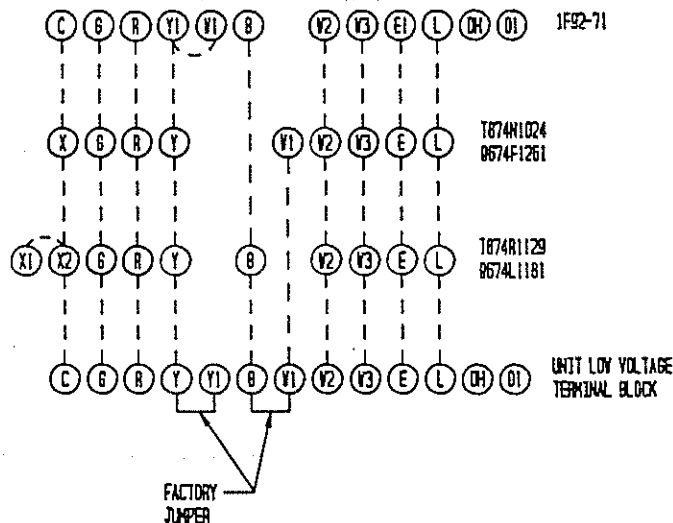 C G R Y1 W1 B W2 W3 E1 L OH O1 1F92-71
X G R Y W1 W2 W3 E L T874N1024
Q674F1261
X1 X2 G R Y B W2 W3 E L T874R1129
Q674L1181
C G R Y Y1 B W1 W2 W3 E L OH O1 UNIT LOW VOLTAGE
TERMINAL BLOCK
FACTORY
JUMPER